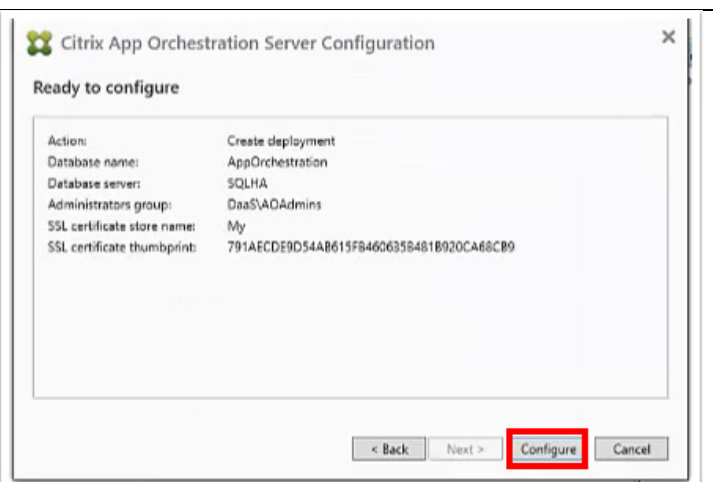 Citrix App Orchestration Server Configuration
Ready to configure
Action: Create deployment
Database name: AppOrchestration
Database server: SQLHA
Administrators group: DaaS\AOAdmins
SSL certificate store name: My
SSL certificate thumbprint: 791AECDE9D54AB615FB460635B481B920CA68CB9
< Back Next > Configure Cancel